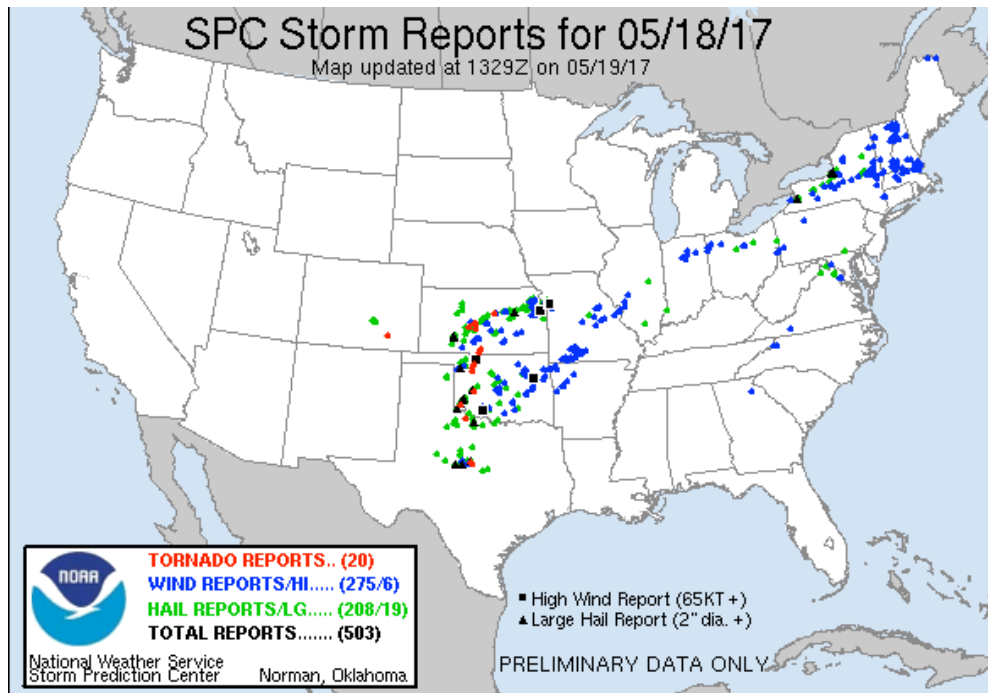 SPC Storm Reports for 05/18/17
Map updated at 1329Z on 05/19/17
NOAA
TORNADO REPORTS.. (20)
WIND REPORTS/HI..... (275/6)
HAIL REPORTS/LG..... (208/19)
TOTAL REPORTS....... (503)
National Weather Service
Storm Prediction Center Norman, Oklahoma
High Wind Report (65KT +)
Large Hail Report (2" dia. +)
PRELIMINARY DATA ONLY